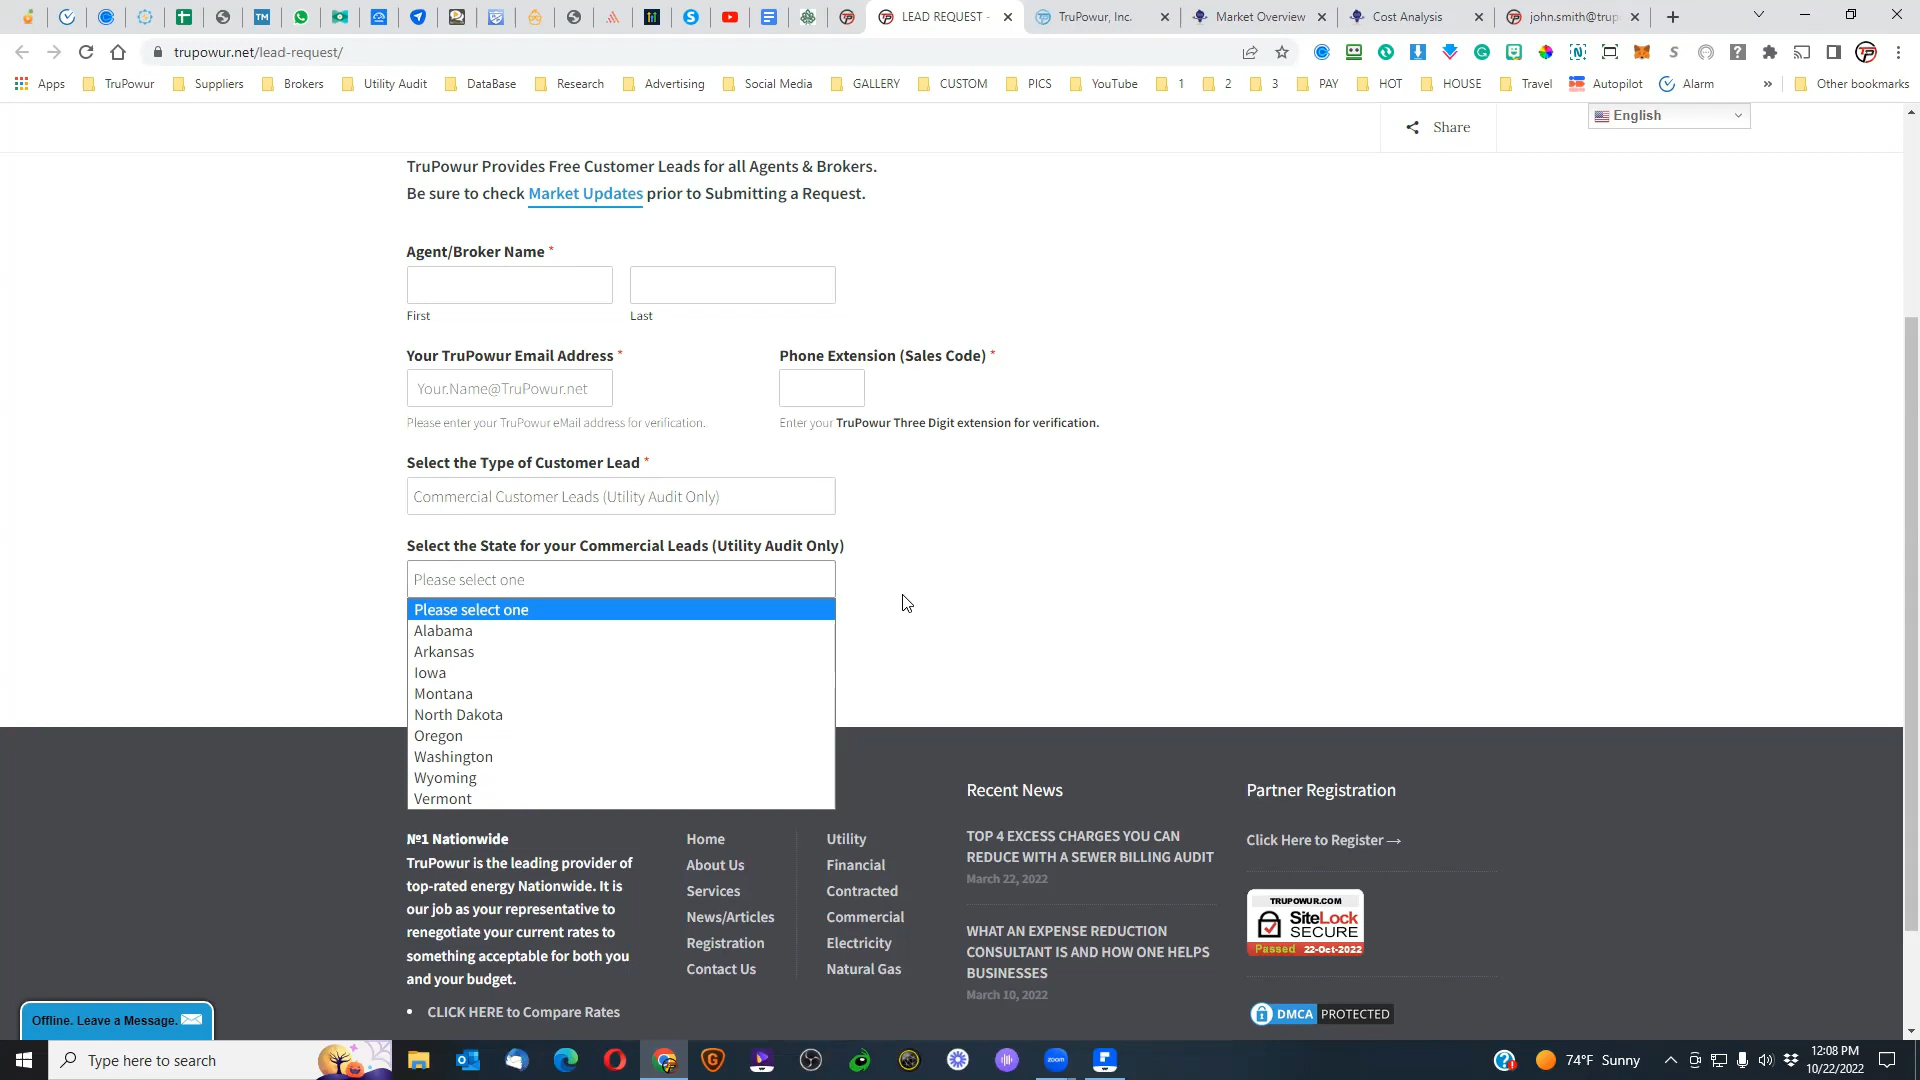 LEAD REQUEST -
TruPowur, Inc.
Market Overview
Cost Analysis
john.smith@trup
trupowur.net/lead-request/
Apps
TruPowur
Suppliers
Brokers
Utility Audit
DataBase
Research
Advertising
Social Media
GALLERY
CUSTOM
PICS
YouTube
1
2
3
PAY
HOT
HOUSE
Travel
Autopilot
Alarm
Other bookmarks
Share
English
TruPowur Provides Free Customer Leads for all Agents & Brokers.
Be sure to check Market Updates prior to Submitting a Request.
Agent/Broker Name *
First
Last
Your TruPowur Email Address *
Phone Extension (Sales Code) *
Your.Name@TruPowur.net
Please enter your TruPowur eMail address for verification.
Enter your TruPowur Three Digit extension for verification.
Select the Type of Customer Lead *
Commercial Customer Leads (Utility Audit Only)
Select the State for your Commercial Leads (Utility Audit Only)
Please select one
Please select one
Alabama
Arkansas
Iowa
Montana
North Dakota
Oregon
Washington
Wyoming
Vermont
№1 Nationwide
TruPowur is the leading provider of
top-rated energy Nationwide. It is
our job as your representative to
renegotiate your current rates to
something acceptable for both you
and your budget.
• CLICK HERE to Compare Rates
Home
About Us
Services
News/Articles
Registration
Contact Us
Utility
Financial
Contracted
Commercial
Electricity
Natural Gas
Recent News
TOP 4 EXCESS CHARGES YOU CAN
REDUCE WITH A SEWER BILLING AUDIT
March 22, 2022
WHAT AN EXPENSE REDUCTION
CONSULTANT IS AND HOW ONE HELPS
BUSINESSES
March 10, 2022
Partner Registration
Click Here to Register →
TRUPOWUR.COM
SiteLock
SECURE
Passed 22-Oct-2022
DMCA PROTECTED
Offline. Leave a Message.
Type here to search
74°F Sunny
12:08 PM
10/22/2022